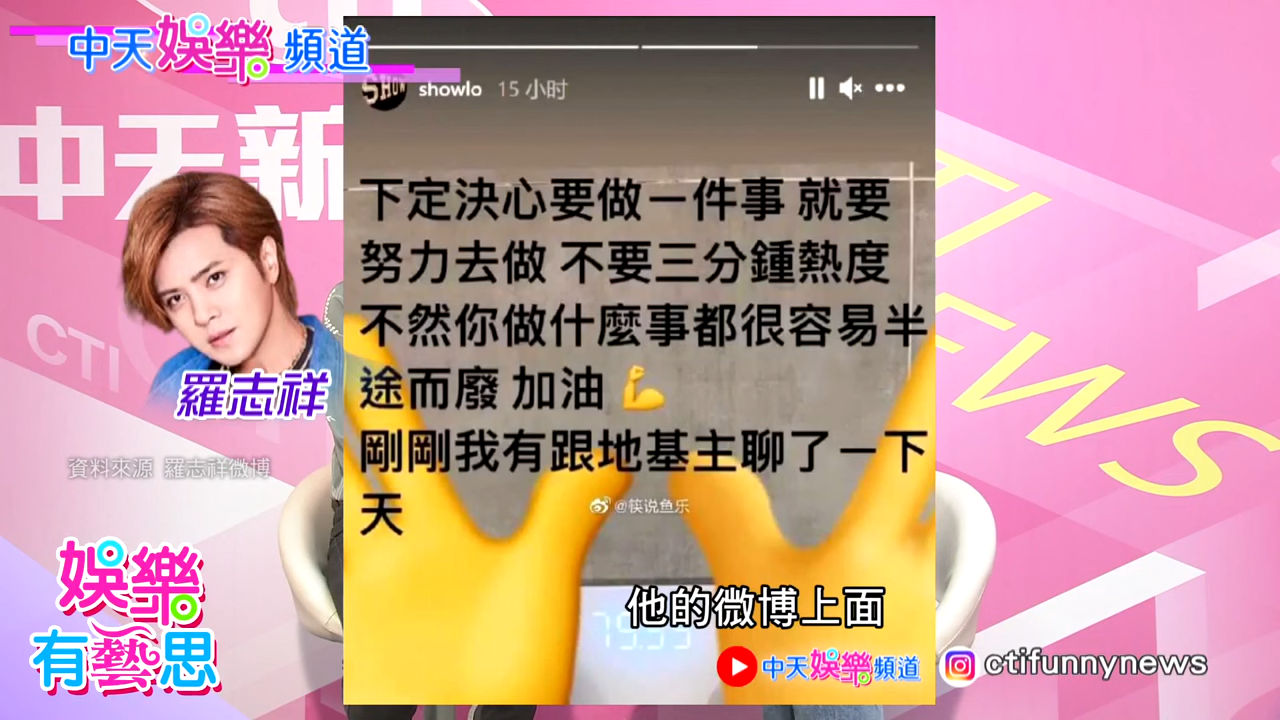 中天娛樂頻道
CTI
中天新
showlo 15 小时
下定決心要做一件事 就要
努力去做 不要三分鍾熱度
不然你做什麼事都很容易半
途而廢 加油
剛剛我有跟地基主聊了一下
天
@筷说鱼乐
羅志祥
CTI
資料來源 羅志祥微博
CTI NEWS
娛樂
有藝思
他的微博上面
中天娛樂頻道
ctifunnynews